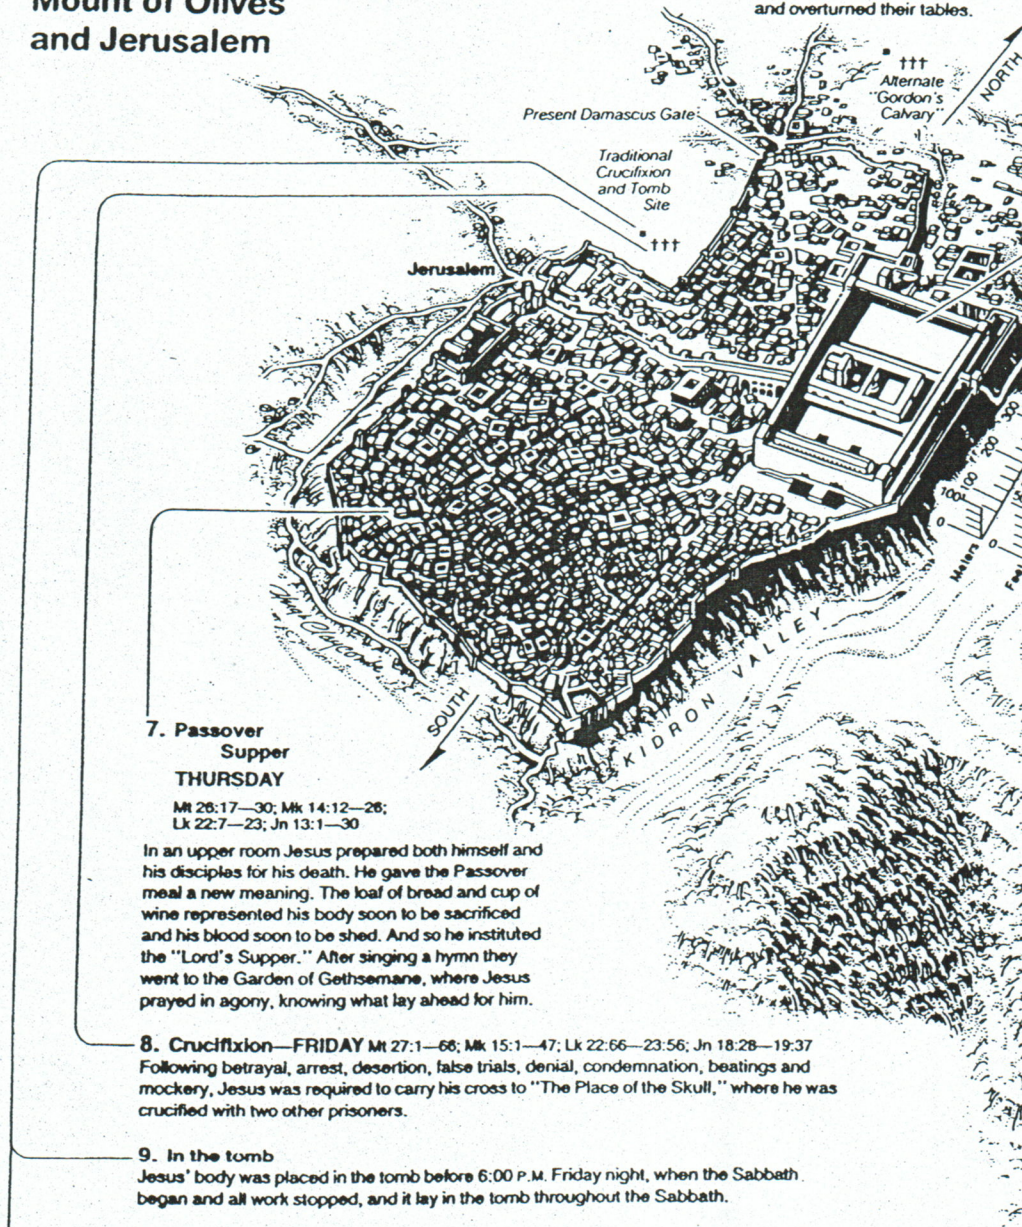 Mount of Olives
and Jerusalem
and overturned their tables.
†††
Alternate
"Gordon's
Calvary"
NORTH
Present Damascus Gate
Traditional
Crucifixion
and Tomb
Site
†††
Jerusalem
200
100
100
0
0
Meters
KIDRON VALLEY
SOUTH
7. Passover
Supper
THURSDAY
Mt 26:17—30; Mk 14:12—26;
Lk 22:7—23; Jn 13:1—30
In an upper room Jesus prepared both himself and
his disciples for his death. He gave the Passover
meal a new meaning. The loaf of bread and cup of
wine represented his body soon to be sacrificed
and his blood soon to be shed. And so he instituted
the "Lord's Supper." After singing a hymn they
went to the Garden of Gethsemane, where Jesus
prayed in agony, knowing what lay ahead for him.
8. Crucifixion—FRIDAY Mt 27:1—66; Mk 15:1—47; Lk 22:66—23:56; Jn 18:28—19:37
Following betrayal, arrest, desertion, false trials, denial, condemnation, beatings and
mockery, Jesus was required to carry his cross to "The Place of the Skull," where he was
crucified with two other prisoners.
9. In the tomb
Jesus' body was placed in the tomb before 6:00 P.M. Friday night, when the Sabbath
began and all work stopped, and it lay in the tomb throughout the Sabbath.